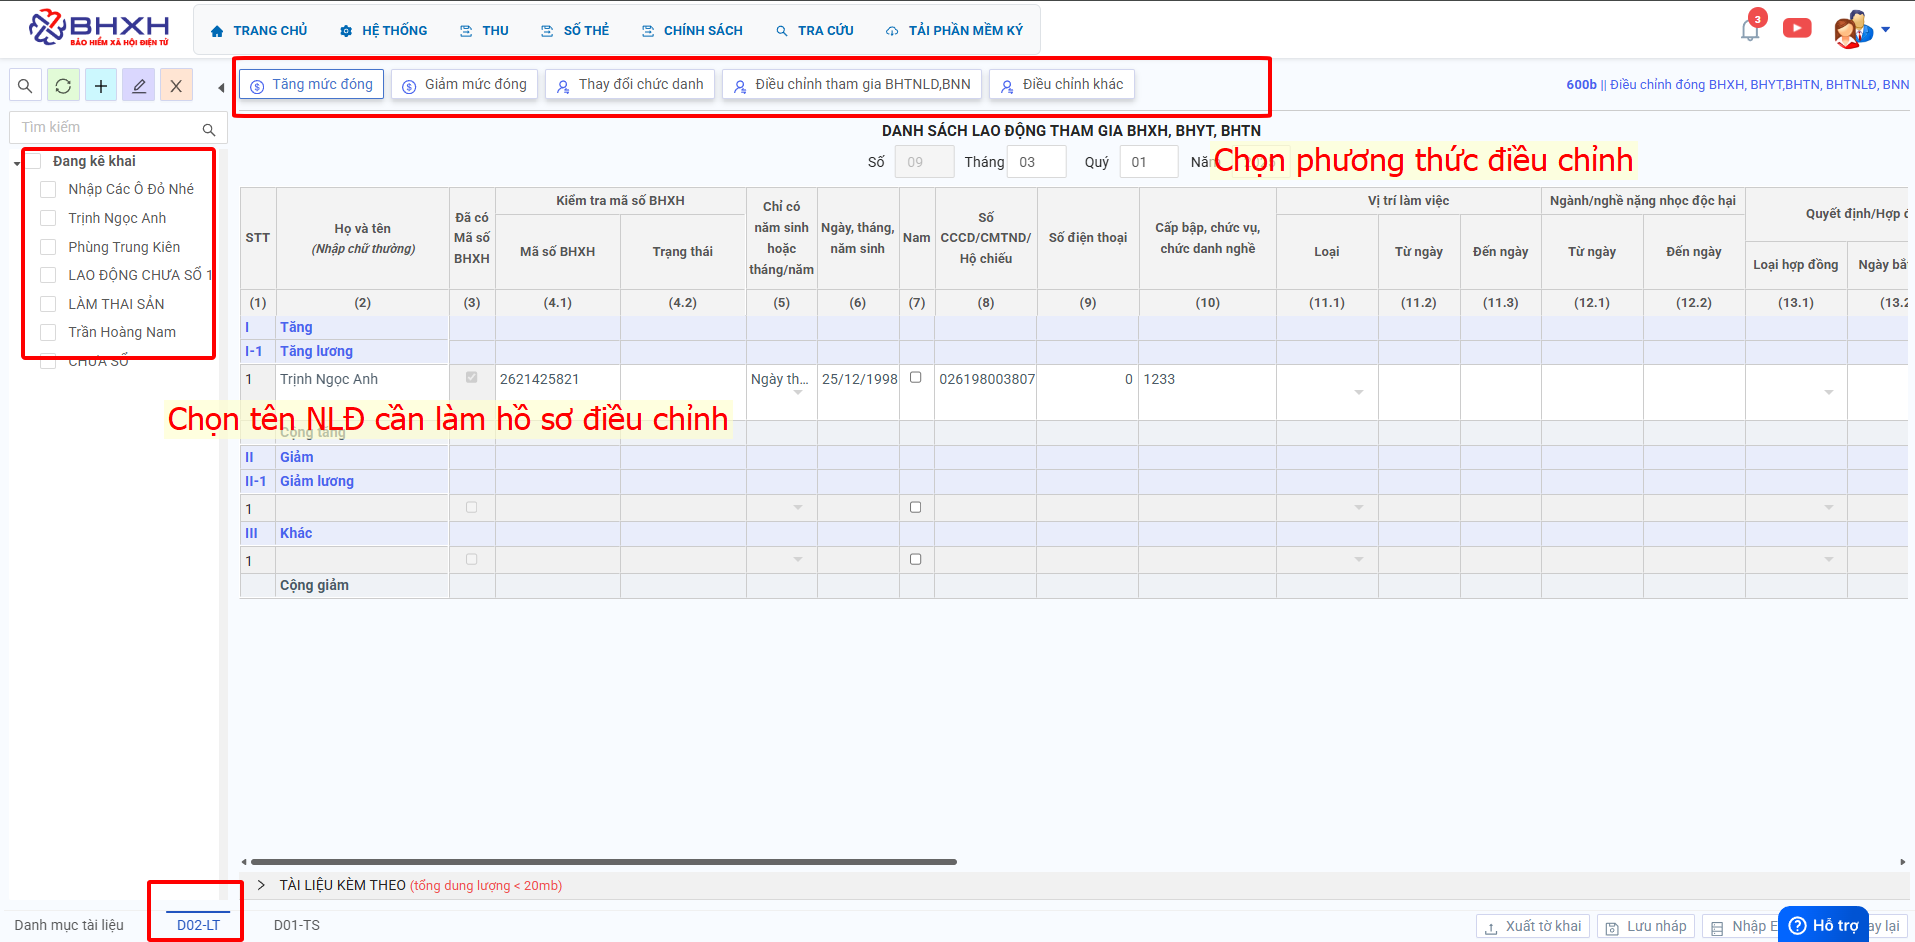 BHXH
BẢO HIỂM XÃ HỘI ĐIỆN TỬ
TRANG CHỦ
HỆ THỐNG
THU
SỔ THẺ
CHÍNH SÁCH
TRA CỨU
TẢI PHẦN MỀM KÝ
3
Tăng mức đóng
Giảm mức đóng
Thay đổi chức danh
Điều chỉnh tham gia BHTNLD,BNN
Điều chỉnh khác
600b || Điều chỉnh đóng BHXH, BHYT,BHTN, BHTNLĐ, BNN
Tìm kiếm
Đang kê khai
Nhập Các Ô Đỏ Nhé
Trịnh Ngọc Anh
Phùng Trung Kiên
LAO ĐỘNG CHƯA SỔ 1
LÀM THAI SẢN
Trần Hoàng Nam
CHƯA SỔ
DANH SÁCH LAO ĐỘNG THAM GIA BHXH, BHYT, BHTN
Số 09 Tháng 03 Quý 01
Chọn phương thức điều chỉnh
STT
Họ và tên
(Nhập chữ thường)
Đã có
Mã số
BHXH
Kiểm tra mã số BHXH
Mã số BHXH
Trạng thái
Chỉ có
năm sinh
hoặc
tháng/năm
Ngày, tháng,
năm sinh
Nam
Số
CCCD/CMTND/
Hộ chiếu
Số điện thoại
Cấp bập, chức vụ,
chức danh nghề
Vị trí làm việc
Loại
Từ ngày
Đến ngày
Ngành/nghề nặng nhọc độc hại
Từ ngày
Đến ngày
Quyết định/Hợp
Loại hợp đồng
Ngày
(1) (2) (3) (4.1) (4.2) (5) (6) (7) (8) (9) (10) (11.1) (11.2) (11.3) (12.1) (12.2) (13.1) (13.2
I Tăng
I-1 Tăng lương
1 Trịnh Ngọc Anh 2621425821 Ngày th... 25/12/1998 026198003807 0 1233
Chọn tên NLĐ cần làm hồ sơ điều chỉnh
Cộng tăng
II Giảm
II-1 Giảm lương
1
III Khác
1
Cộng giảm
TÀI LIỆU KÈM THEO (tổng dung lượng < 20mb)
Danh mục tài liệu
D02-LT
D01-TS
Xuất tờ khai
Lưu nháp
Nhập E
Hỗ trợ
ay lại